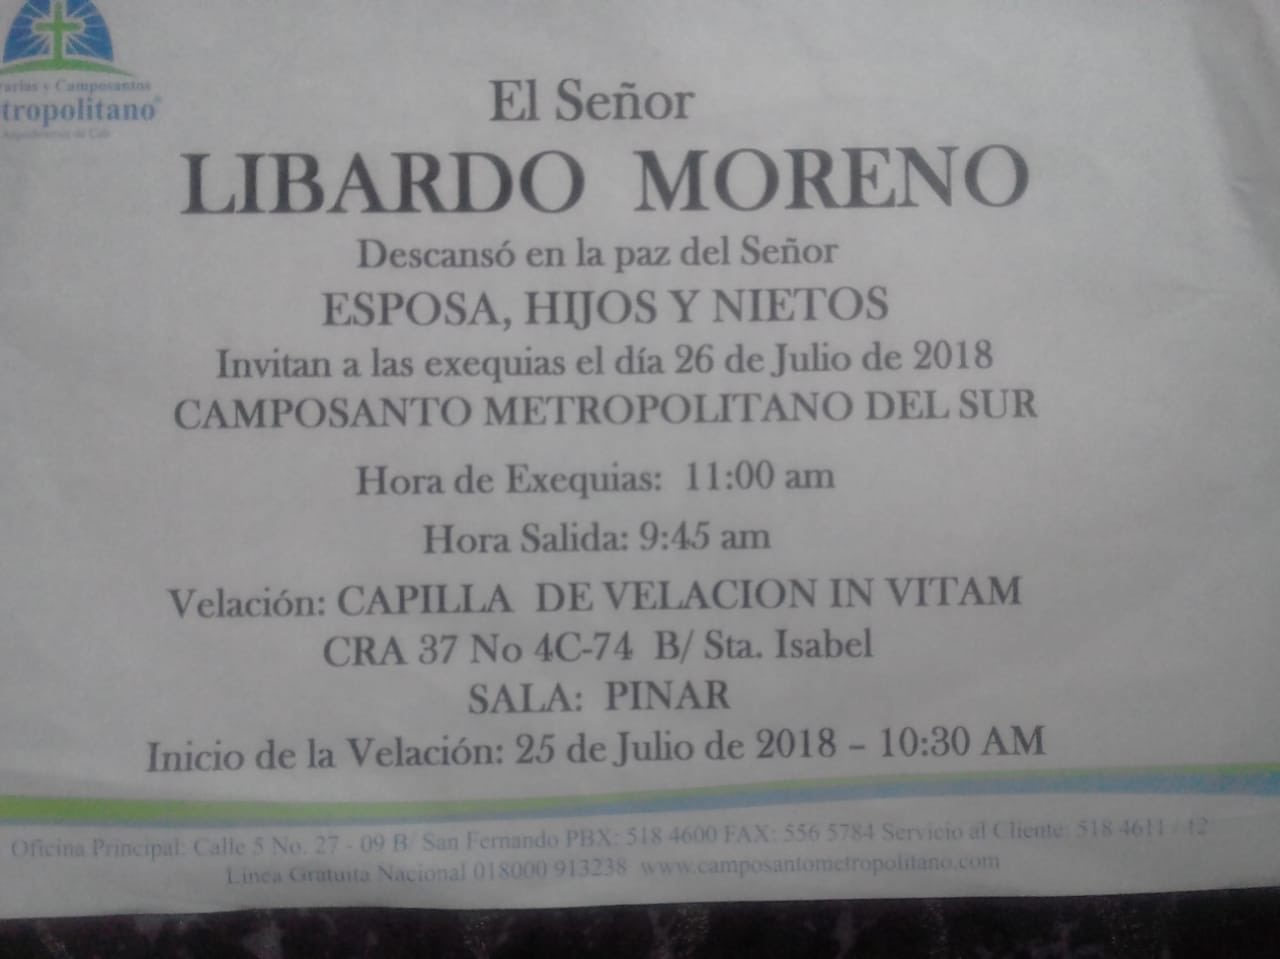 Camposantos
tropolitano
El Señor
LIBARDO MORENO
Descansó en la paz del Señor
ESPOSA, HIJOS Y NIETOS
Invitan a las exequias el día 26 de Julio de 2018
CAMPOSANTO METROPOLITANO DEL SUR
Hora de Exequias: 11:00 am
Hora Salida: 9:45 am
Velación: CAPILLA DE VELACION IN VITAM
CRA 37 No 4C-74 B/ Sta. Isabel
SALA: PINAR
Inicio de la Velación: 25 de Julio de 2018 – 10:30 AM
Oficina Principal: Calle 5 No. 27 - 09 B/ San Fernando PBX: 518 4600 FAX: 556 5784 Servicio al Cliente: 518 4611 / 12
Línea Gratuita Nacional 018000 913238 www.camposantometropolitano.com